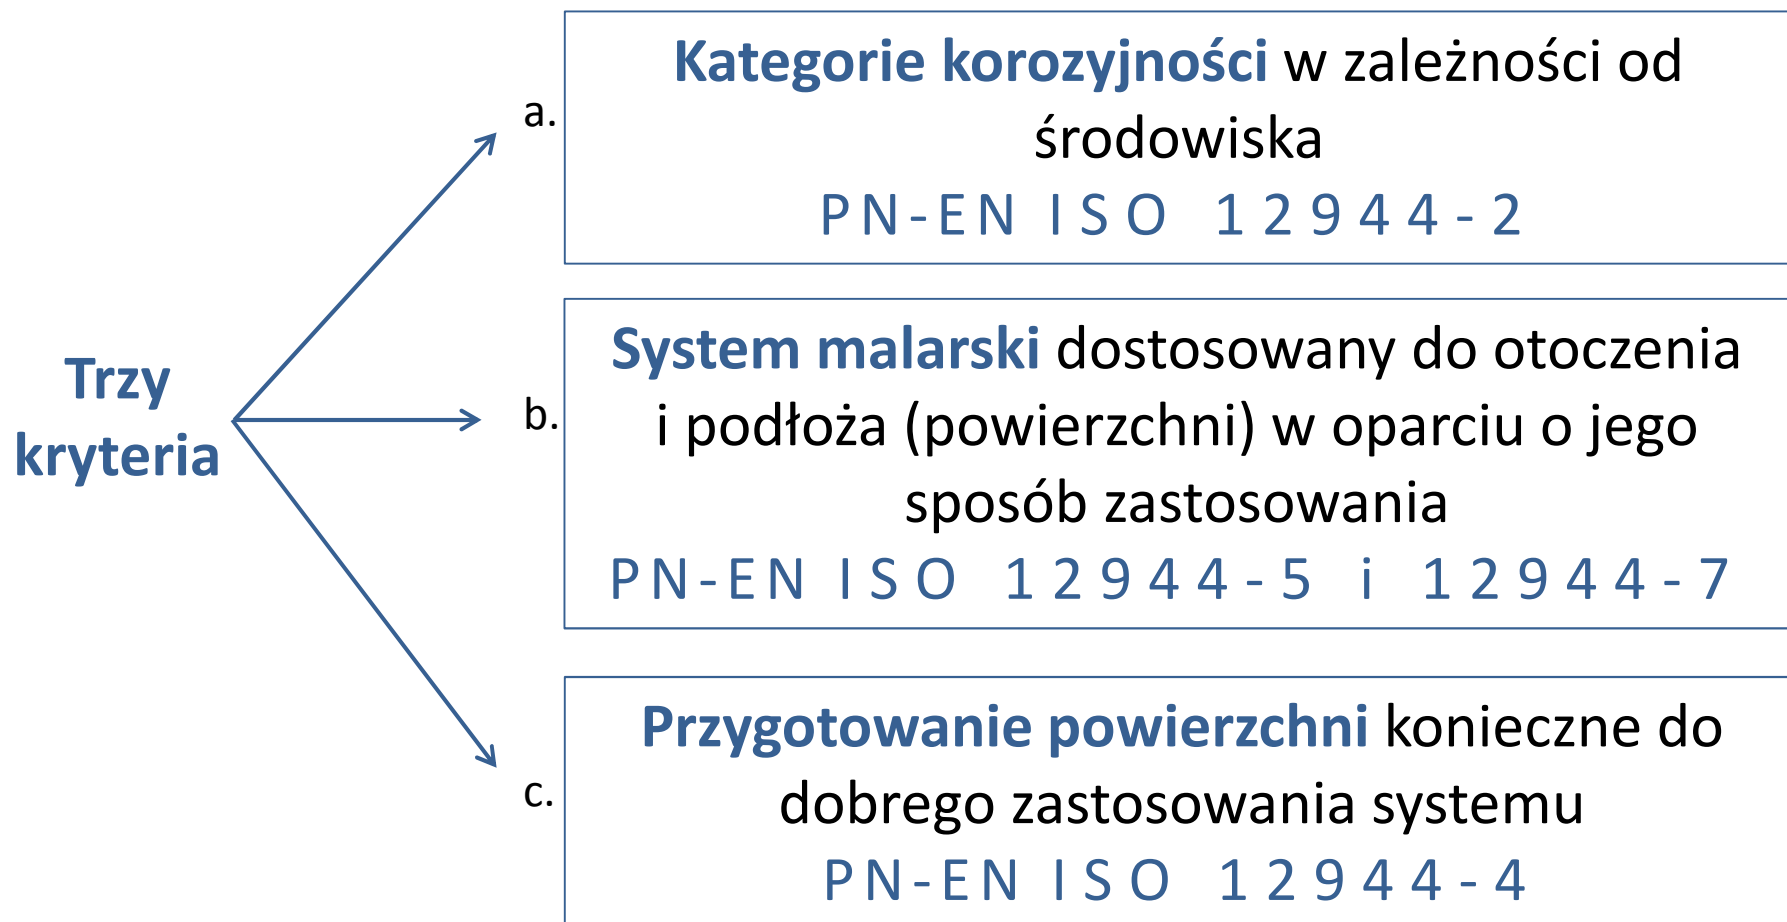 Trzy
kryteria
a.
Kategorie korozyjności w zależności od
środowiska
PN-EN ISO 12944-2
b.
System malarski dostosowany do otoczenia
i podłoża (powierzchni) w oparciu o jego
sposób zastosowania
PN-EN ISO 12944-5 i 12944-7
c.
Przygotowanie powierzchni konieczne do
dobrego zastosowania systemu
PN-EN ISO 12944-4